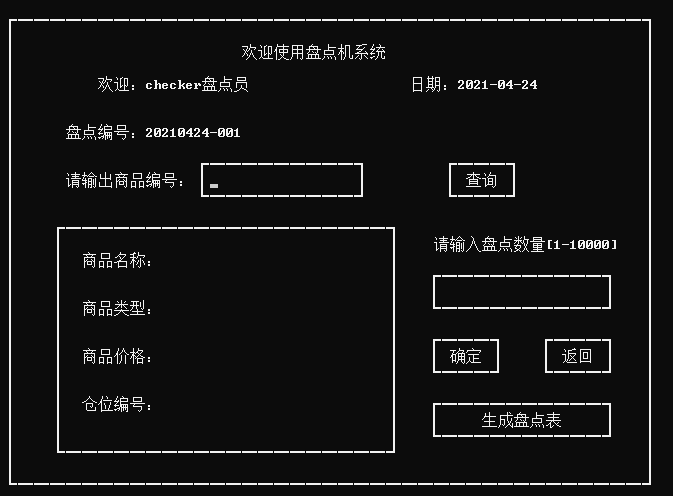 欢迎使用盘点机系统
欢迎：checker盘点员 日期：2021-04-24
盘点编号：20210424-001
请输出商品编号： 查询
请输入盘点数量[1-10000]
商品名称：
商品类型：
商品价格：
确定 返回
仓位编号：
生成盘点表